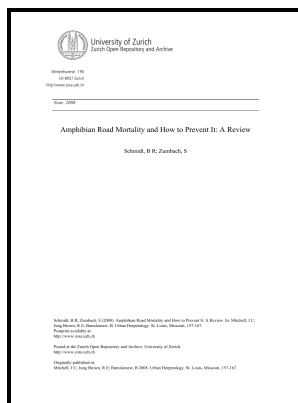 University of Zurich
Zurich Open Repository and Archive
Winterthurerstr. 190
CH-8057 Zurich
http://www.zora.uzh.ch
Year: 2008
Amphibian Road Mortality and How to Prevent It: A Review
Schmidt, B R; Zumbach, S
Schmidt, B R; Zumbach, S (2008). Amphibian Road Mortality and How to Prevent It: A Review. In: Mitchell, J C;
Jung Brown, R E; Bartolomew, B. Urban Herpetology. St. Louis, Missouri, 157-167.
Postprint available at:
http://www.zora.uzh.ch
Posted at the Zurich Open Repository and Archive, University of Zurich.
http://www.zora.uzh.ch
Originally published at:
Mitchell, J C; Jung Brown, R E; Bartolomew, B 2008. Urban Herpetology. St. Louis, Missouri, 157-167.